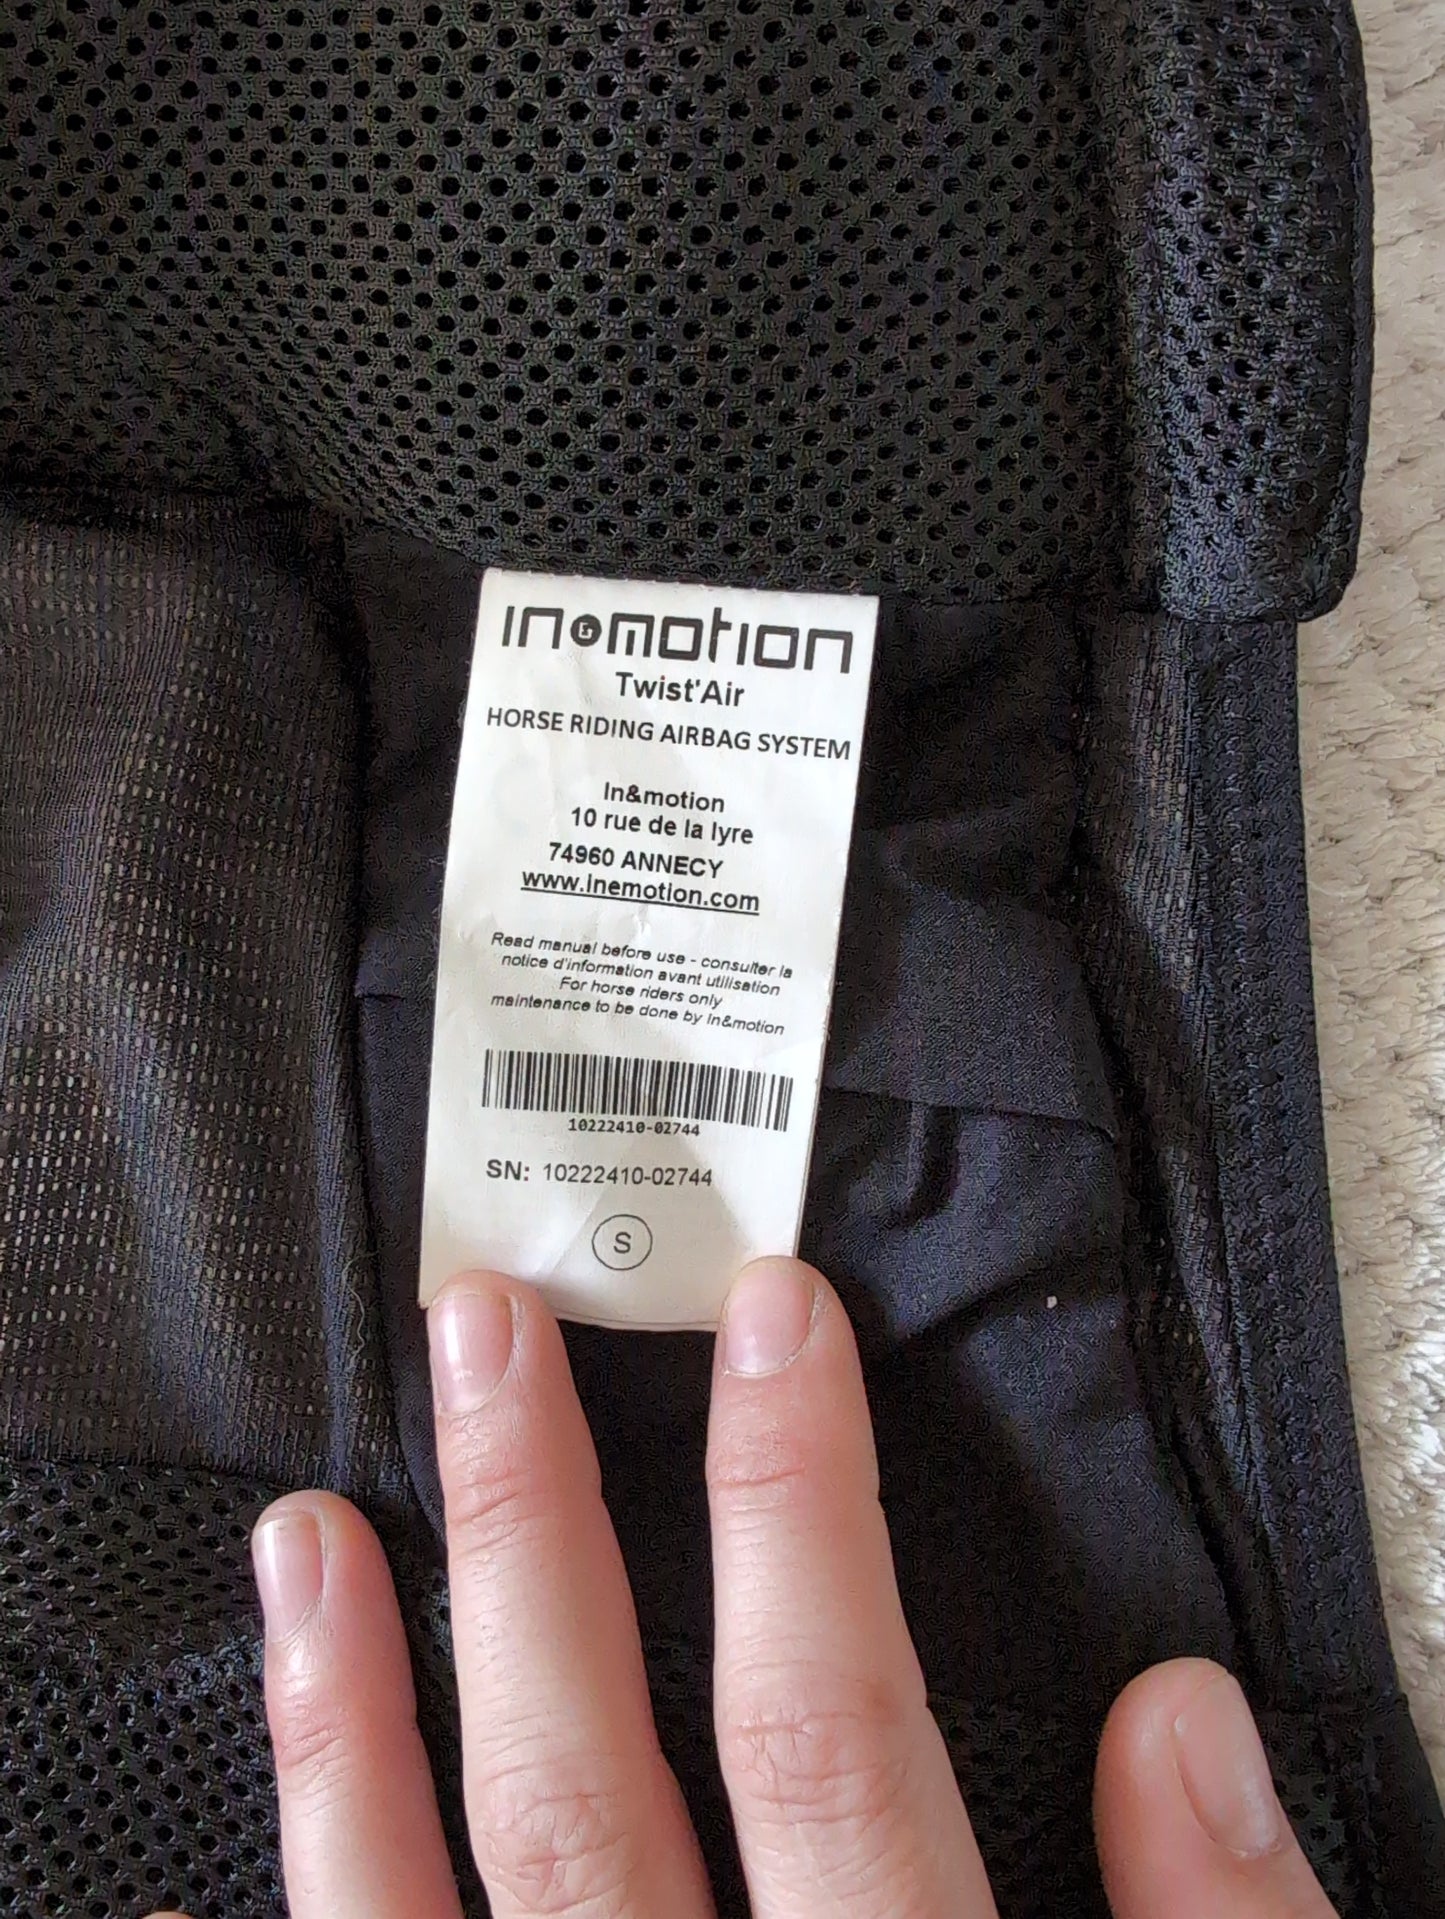 in&motion
Twist'Air
HORSE RIDING AIRBAG SYSTEM
In&motion
10 rue de la lyre
74960 ANNECY
www.Inemotion.com
Read manual before use - consulter la
notice d'information avant utilisation
For horse riders only
maintenance to be done by In&motion
10222410-02744
SN: 10222410-02744
S